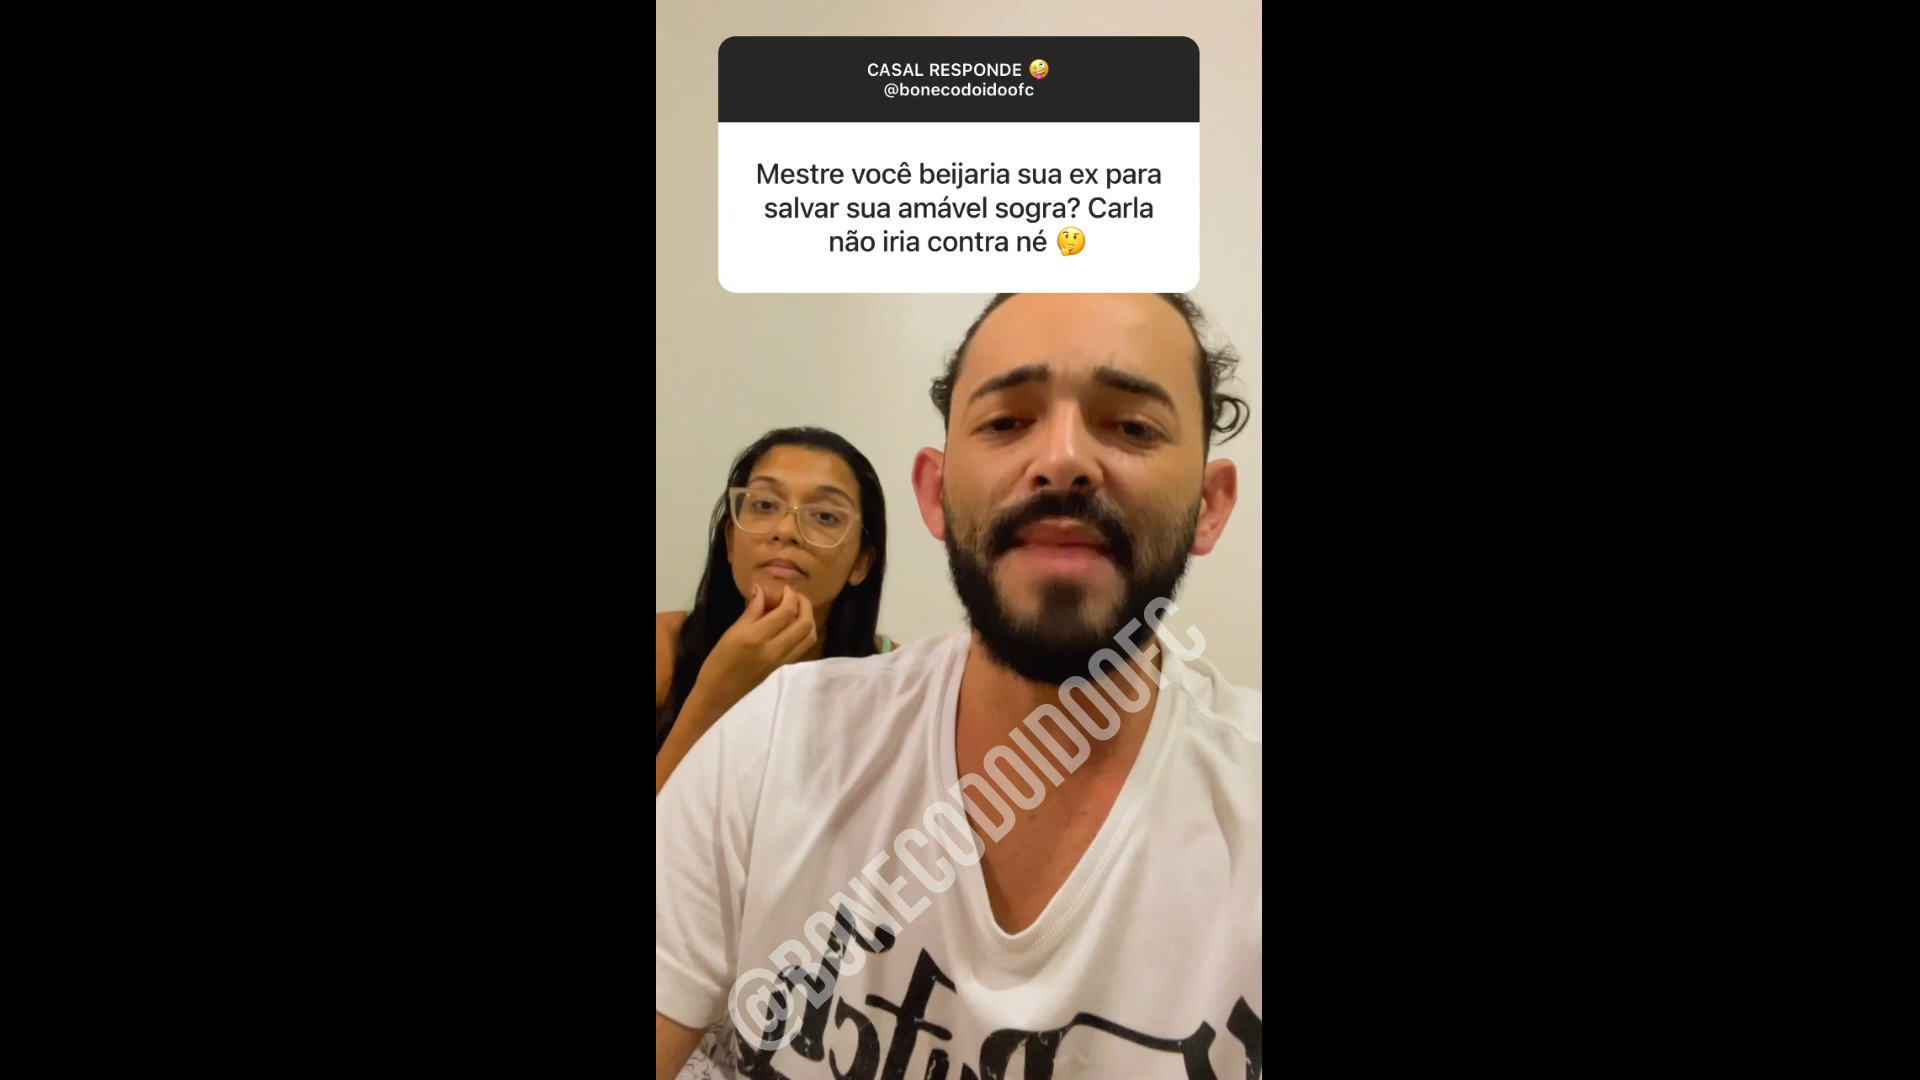 CASAL RESPONDE 🤪
@bonecodoidoofc
Mestre você beijaria sua ex para
salvar sua amável sogra? Carla
não iria contra né 🤔
@BONECODOIDOOFC